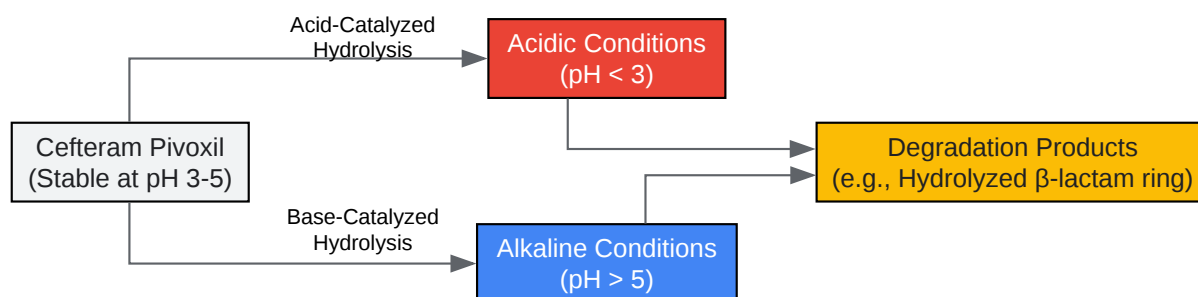 Acid-Catalyzed
Hydrolysis
Acidic Conditions
(pH < 3)
Cefteram Pivoxil
(Stable at pH 3-5)
Degradation Products
(e.g., Hydrolyzed β-lactam ring)
Base-Catalyzed
Hydrolysis
Alkaline Conditions
(pH > 5)